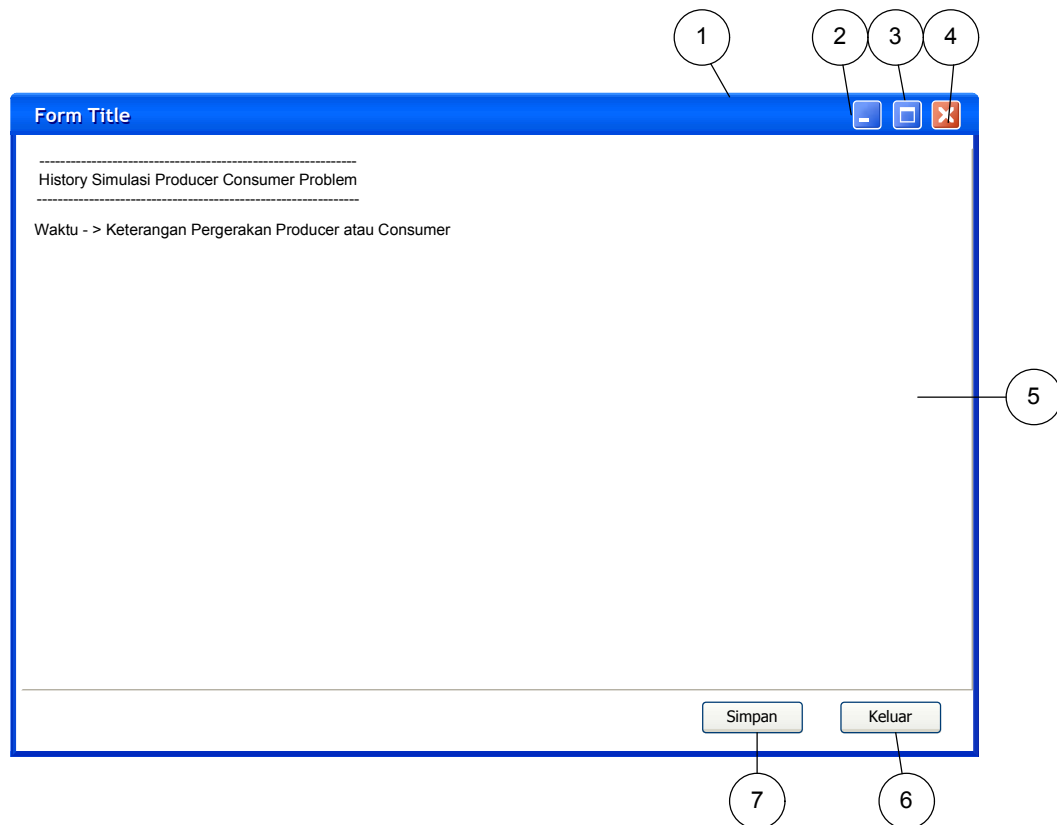 1 2 3 4
Form Title
------------------------------------------------------------
History Simulasi Producer Consumer Problem
-------------------------------------------------------------
Waktu - > Keterangan Pergerakan Producer atau Consumer
5
Simpan Keluar
7 6